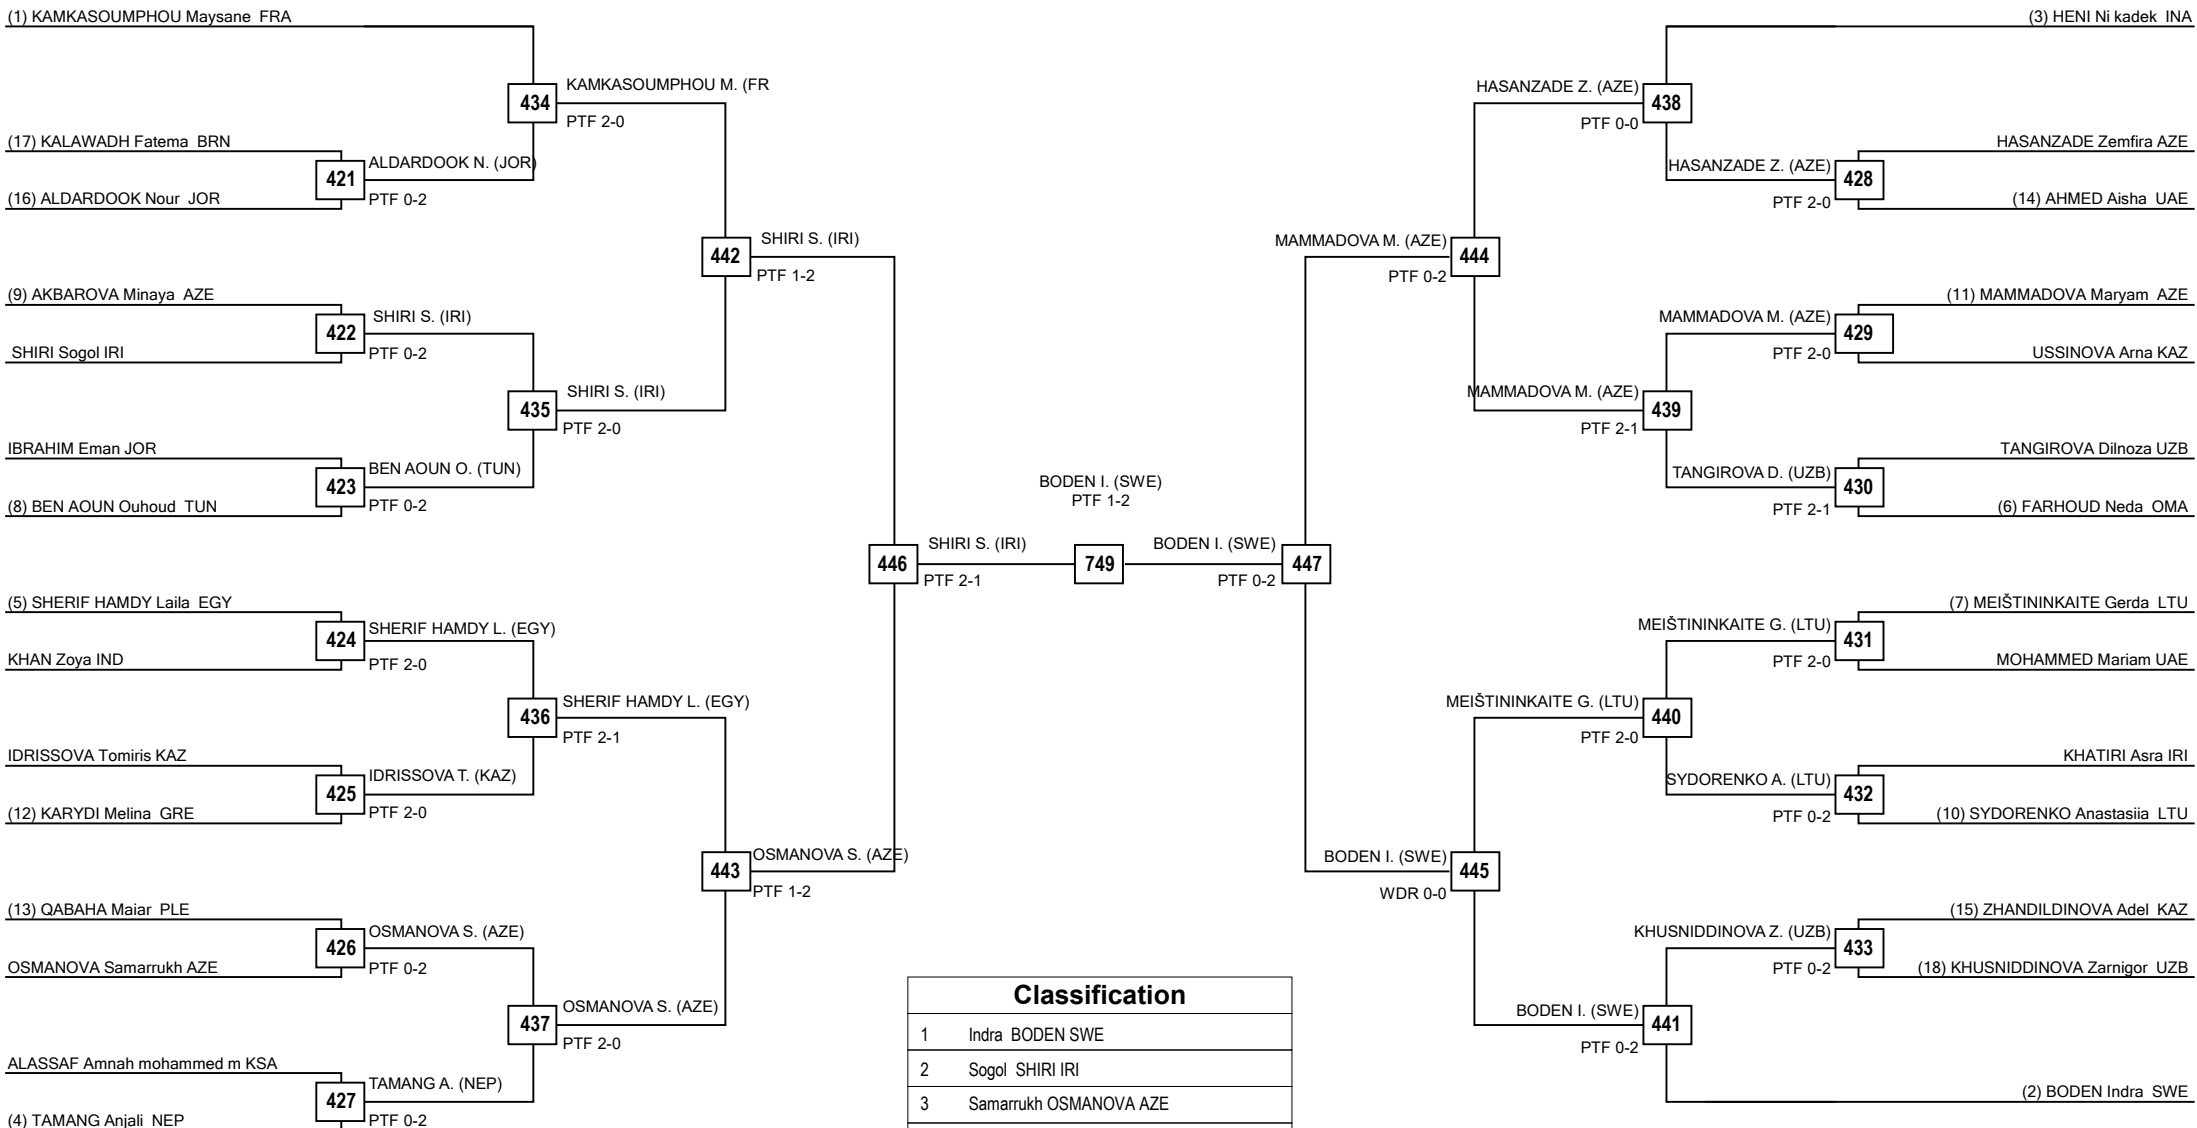 (1) KAMKASOUMPHOU Maysane FRA
(3) HENI Ni kadek INA
434
KAMKASOUMPHOU M. (FR
PTF 2-0
HASANZADE Z. (AZE)
438
PTF 0-0
(17) KALAWADH Fatema BRN
421
ALDARDOOK N. (JOR)
PTF 0-2
(16) ALDARDOOK Nour JOR
HASANZADE Zemfira AZE
HASANZADE Z. (AZE)
428
PTF 2-0
(14) AHMED Aisha UAE
442
SHIRI S. (IRI)
PTF 1-2
MAMMADOVA M. (AZE)
444
PTF 0-2
(9) AKBAROVA Minaya AZE
422
SHIRI S. (IRI)
PTF 0-2
SHIRI Sogol IRI
(11) MAMMADOVA Maryam AZE
MAMMADOVA M. (AZE)
429
PTF 2-0
USSINOVA Arna KAZ
435
SHIRI S. (IRI)
PTF 2-0
MAMMADOVA M. (AZE)
439
PTF 2-1
IBRAHIM Eman JOR
423
BEN AOUN O. (TUN)
PTF 0-2
(8) BEN AOUN Ouhoud TUN
TANGIROVA Dilnoza UZB
TANGIROVA D. (UZB)
430
PTF 2-1
(6) FARHOUD Neda OMA
BODEN I. (SWE)
PTF 1-2
446
SHIRI S. (IRI)
PTF 2-1
749
BODEN I. (SWE)
447
PTF 0-2
(5) SHERIF HAMDY Laila EGY
424
SHERIF HAMDY L. (EGY)
PTF 2-0
KHAN Zoya IND
(7) MEIŠTININKAITE Gerda LTU
MEIŠTININKAITE G. (LTU)
431
PTF 2-0
MOHAMMED Mariam UAE
436
SHERIF HAMDY L. (EGY)
PTF 2-1
MEIŠTININKAITE G. (LTU)
440
PTF 2-0
IDRISSOVA Tomiris KAZ
425
IDRISSOVA T. (KAZ)
PTF 2-0
(12) KARYDI Melina GRE
KHATIRI Asra IRI
SYDORENKO A. (LTU)
432
PTF 0-2
(10) SYDORENKO Anastasiia LTU
443
OSMANOVA S. (AZE)
PTF 1-2
BODEN I. (SWE)
445
WDR 0-0
(13) QABAHA Maiar PLE
426
OSMANOVA S. (AZE)
PTF 0-2
OSMANOVA Samarrukh AZE
(15) ZHANDILDINOVA Adel KAZ
KHUSNIDDINOVA Z. (UZB)
433
PTF 0-2
(18) KHUSNIDDINOVA Zarnigor UZB
437
OSMANOVA S. (AZE)
PTF 2-0
BODEN I. (SWE)
441
PTF 0-2
ALASSAF Amnah mohammed m KSA
427
TAMANG A. (NEP)
PTF 0-2
(4) TAMANG Anjali NEP
(2) BODEN Indra SWE
Classification
1 Indra BODEN SWE
2 Sogol SHIRI IRI
3 Samarrukh OSMANOVA AZE